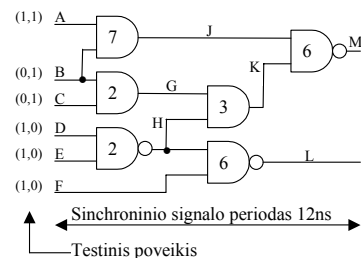 (1,1) A
7
J
6
M
K
(0,1) B
2
G
(0,1) C
3
H
(1,0) D
2
(1,0) E
6
L
(1,0) F
Sinchroninio signalo periodas 12ns
Testinis poveikis